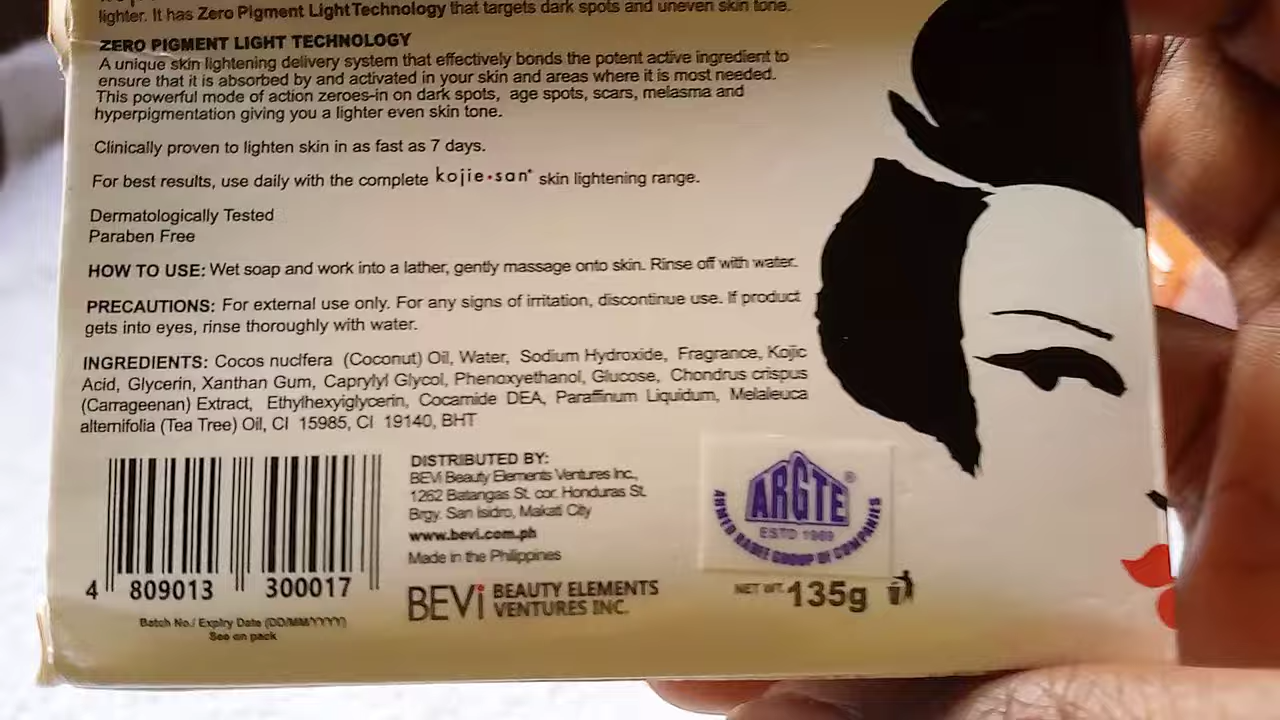 lighter. It has Zero Pigment Light Technology that targets dark spots and uneven skin tone.
ZERO PIGMENT LIGHT TECHNOLOGY
A unique skin lightening delivery system that effectively bonds the potent active ingredient to
ensure that it is absorbed by and activated in your skin and areas where it is most needed.
This powerful mode of action zeroes-in on dark spots, age spots, scars, melasma and
hyperpigmentation giving you a lighter even skin tone.
Clinically proven to lighten skin in as fast as 7 days.
For best results, use daily with the complete kojie•san® skin lightening range.
Dermatologically Tested
Paraben Free
HOW TO USE: Wet soap and work into a lather, gently massage onto skin. Rinse off with water.
PRECAUTIONS: For external use only. For any signs of irritation, discontinue use. If product
gets into eyes, rinse thoroughly with water.
INGREDIENTS: Cocos nucifera (Coconut) Oil, Water, Sodium Hydroxide, Fragrance, Kojic
Acid, Glycerin, Xanthan Gum, Caprylyl Glycol, Phenoxyethanol, Glucose, Chondrus crispus
(Carrageenan) Extract, Ethylhexyiglycerin, Cocamide DEA, Paraffinum Liquidum, Melaleuca
alternifolia (Tea Tree) Oil, CI 15985, CI 19140, BHT
DISTRIBUTED BY:
BEVi Beauty Elements Ventures Inc.,
1262 Batangas St. cor. Honduras St.
Brgy. San Isidro, Makati City
www.bevi.com.ph
Made in the Philippines
BEVi BEAUTY ELEMENTS
VENTURES INC.
4 809013 300017
Batch No./ Expiry Date (DD/MM/YYYY)
See on pack
ARGTE®
ESTD 1969
GROUP OF COMPANIES
NET WT. 135g